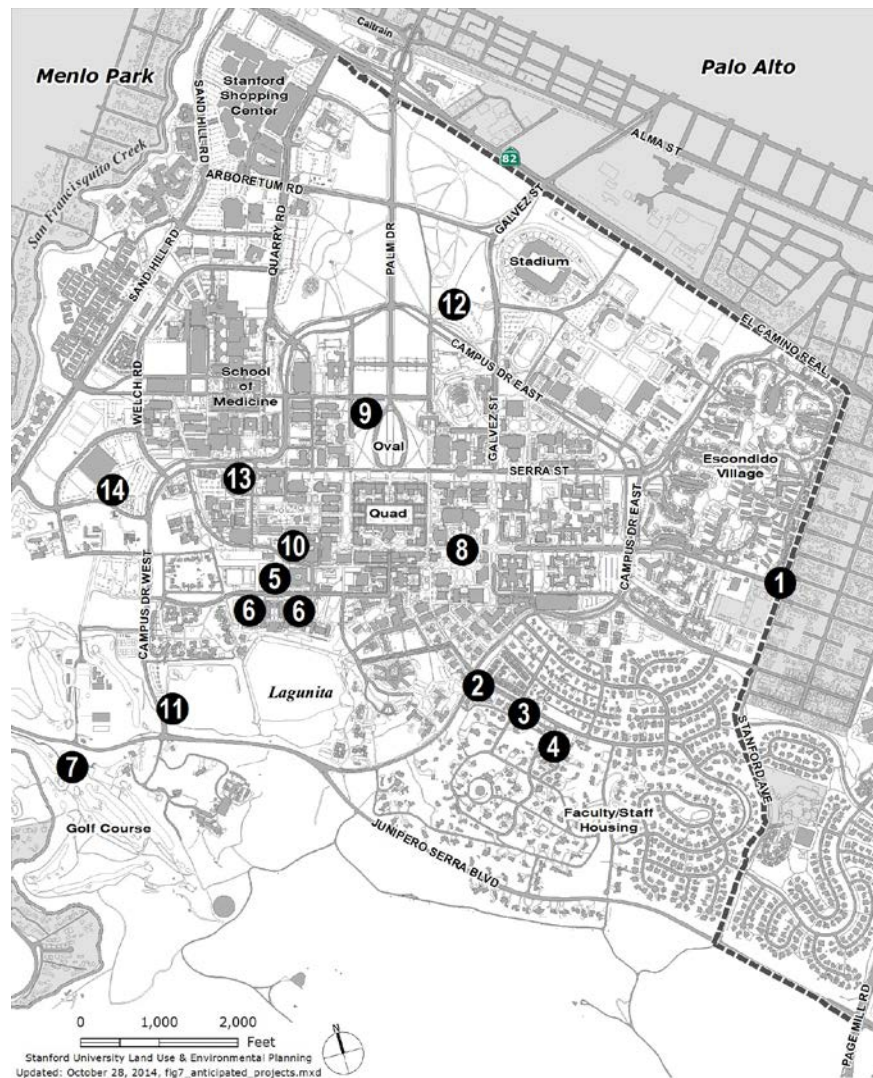 Caltrain
Menlo Park
Palo Alto
Stanford
Shopping
Center
SAND HILL RD
ALMA ST
82
San Francisquito Creek
ARBORETUM RD
GALVEZ ST
QUARRY RD
PALM DR
SAND HILL RD
Stadium
12
EL CAMINO REAL
CAMPUS DR EAST
School
of
Medicine
WELCH RD
9
Oval
GALVEZ ST
Escondido
Village
SERRA ST
13
14
Quad
CAMPUS DR EAST
10
8
5
1
6
6
CAMPUS DR WEST
Lagunita
2
11
3
STANFORD AVE
4
7
Golf Course
Faculty/Staff
Housing
JUNIPERO SERRA BLVD
PAGE MILL RD
0 1,000 2,000
Feet
N
Stanford University Land Use & Environmental Planning
Updated: October 28, 2014, fig7_anticipated_projects.mxd